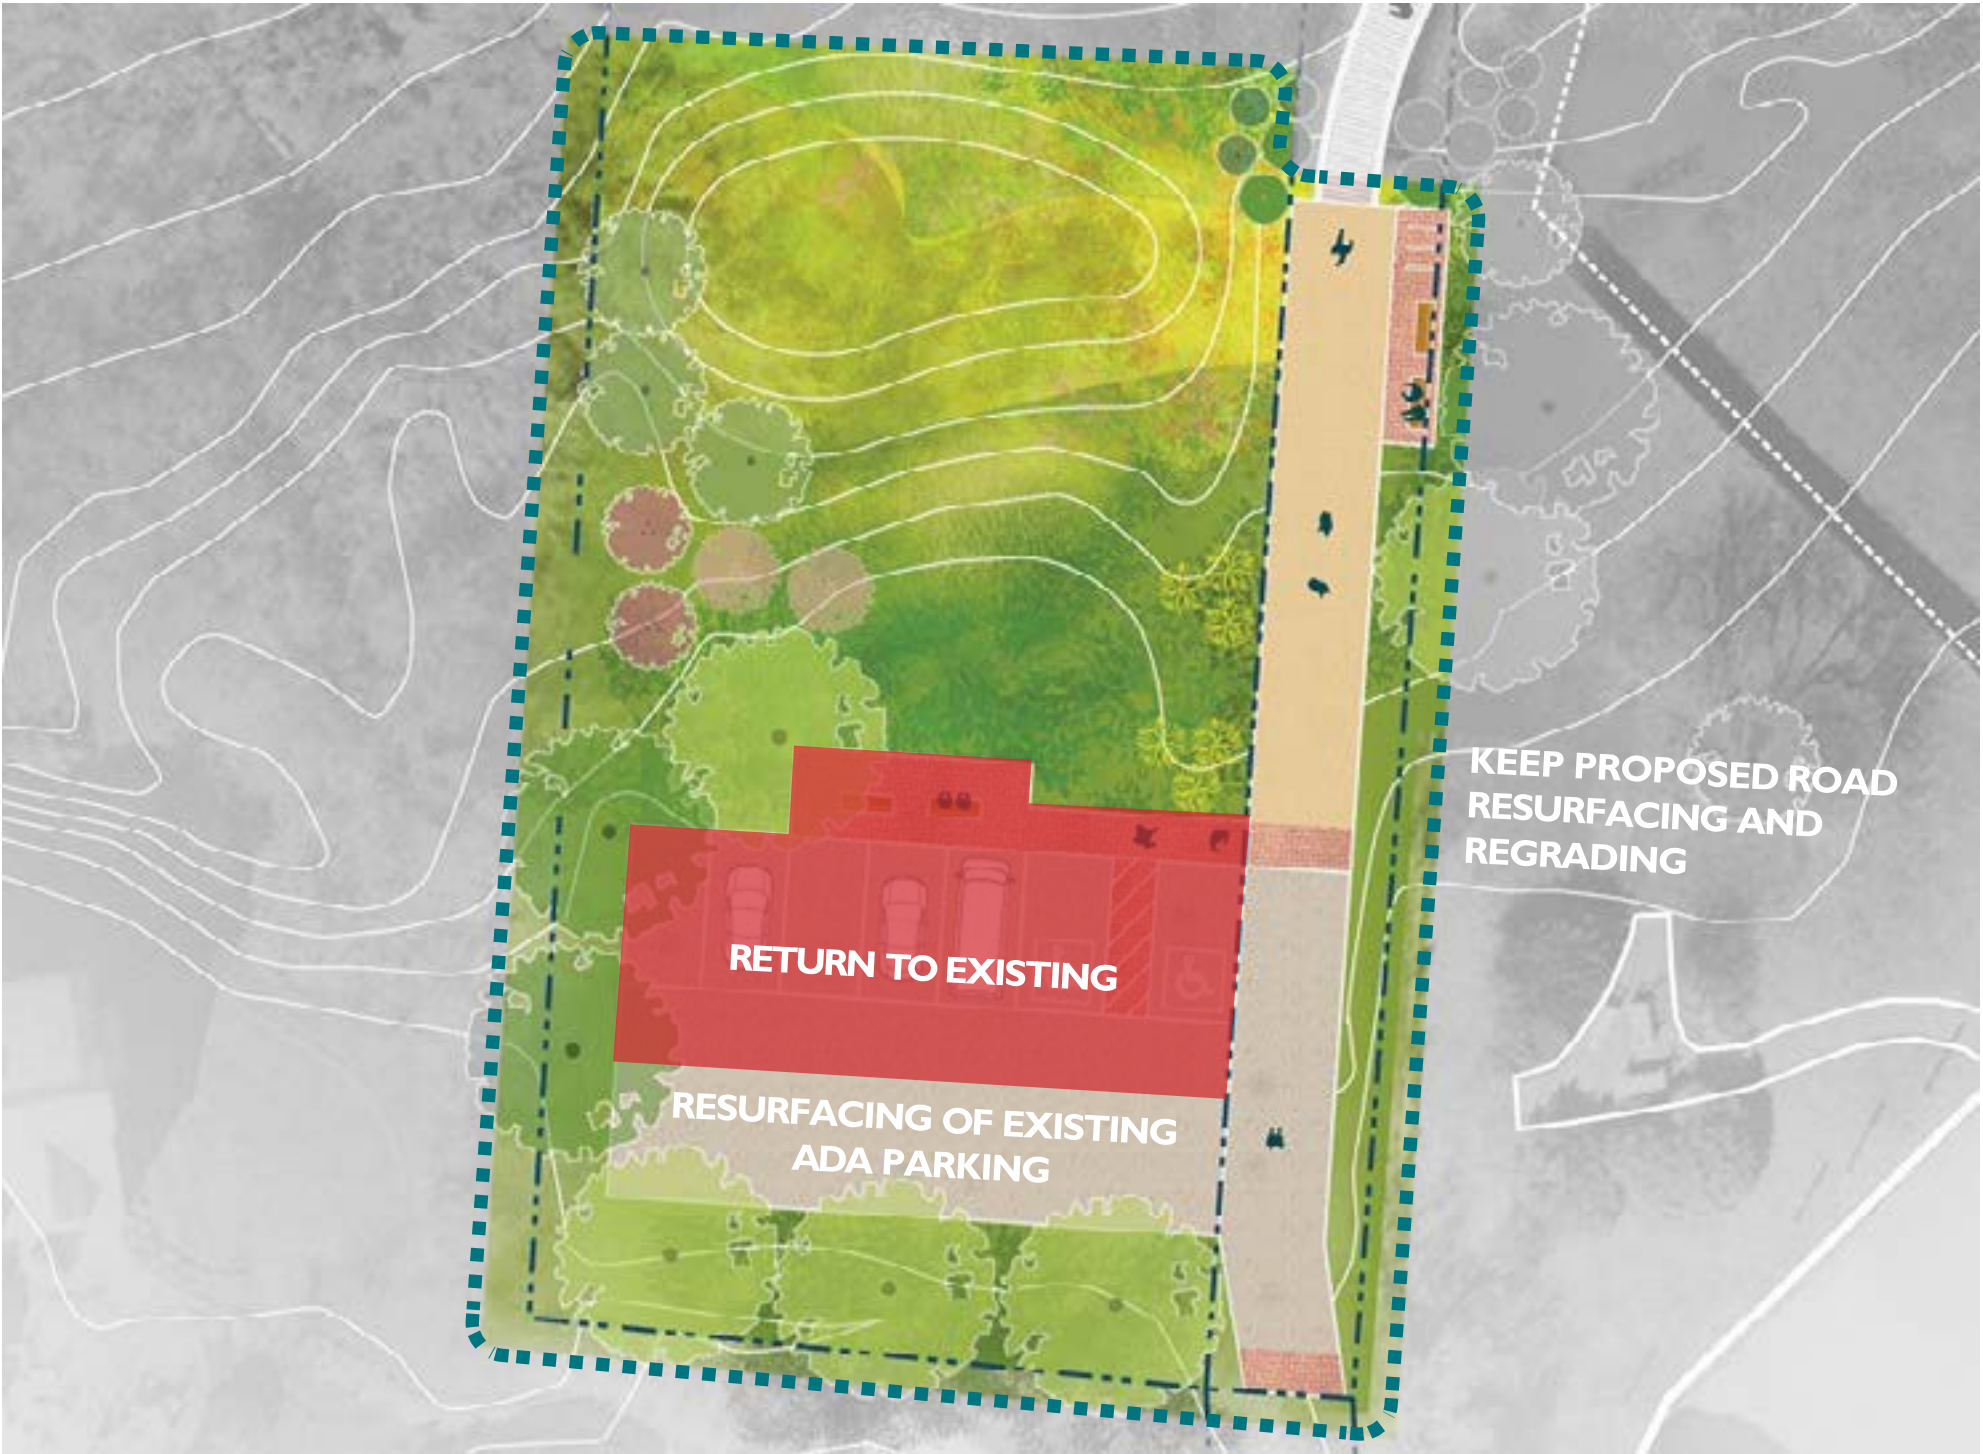 KEEP PROPOSED ROAD
RESURFACING AND
REGRADING
RETURN TO EXISTING
RESURFACING OF EXISTING
ADA PARKING